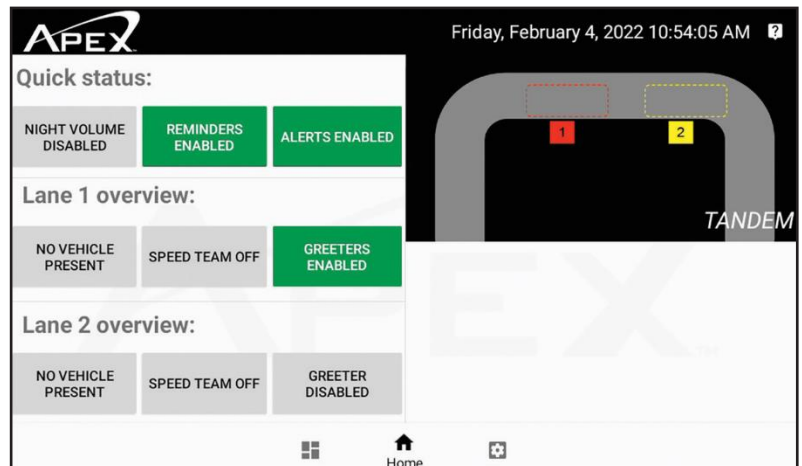 APEX
Friday, February 4, 2022 10:54:05 AM
?
Quick status:
NIGHT VOLUME
DISABLED
REMINDERS
ENABLED
ALERTS ENABLED
1
2
TANDEM
Lane 1 overview:
NO VEHICLE
PRESENT
SPEED TEAM OFF
GREETERS
ENABLED
Lane 2 overview:
NO VEHICLE
PRESENT
SPEED TEAM OFF
GREETER
DISABLED
APEX
Home